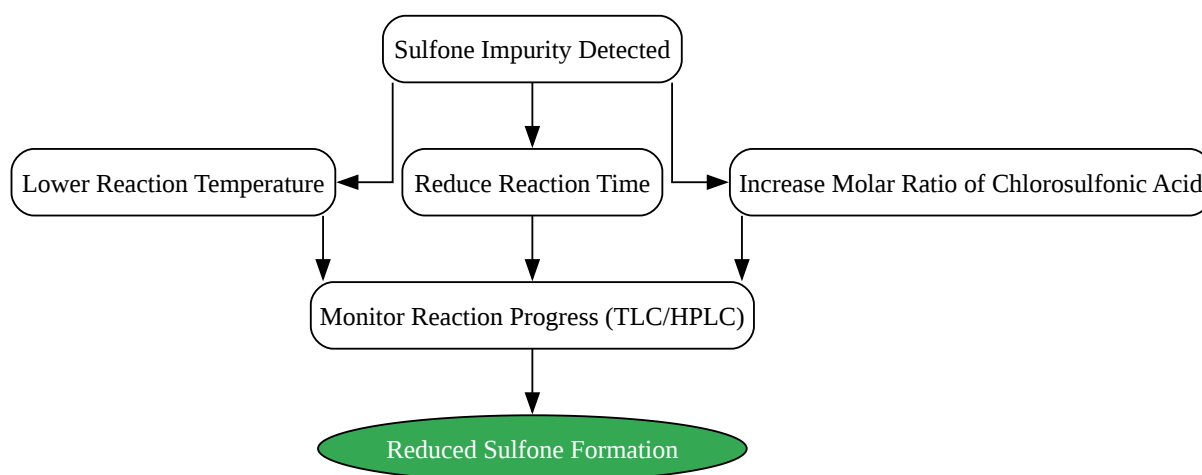 Sulfone Impurity Detected
Lower Reaction Temperature
Reduce Reaction Time
Increase Molar Ratio of Chlorosulfonic Acid
Monitor Reaction Progress (TLC/HPLC)
Reduced Sulfone Formation